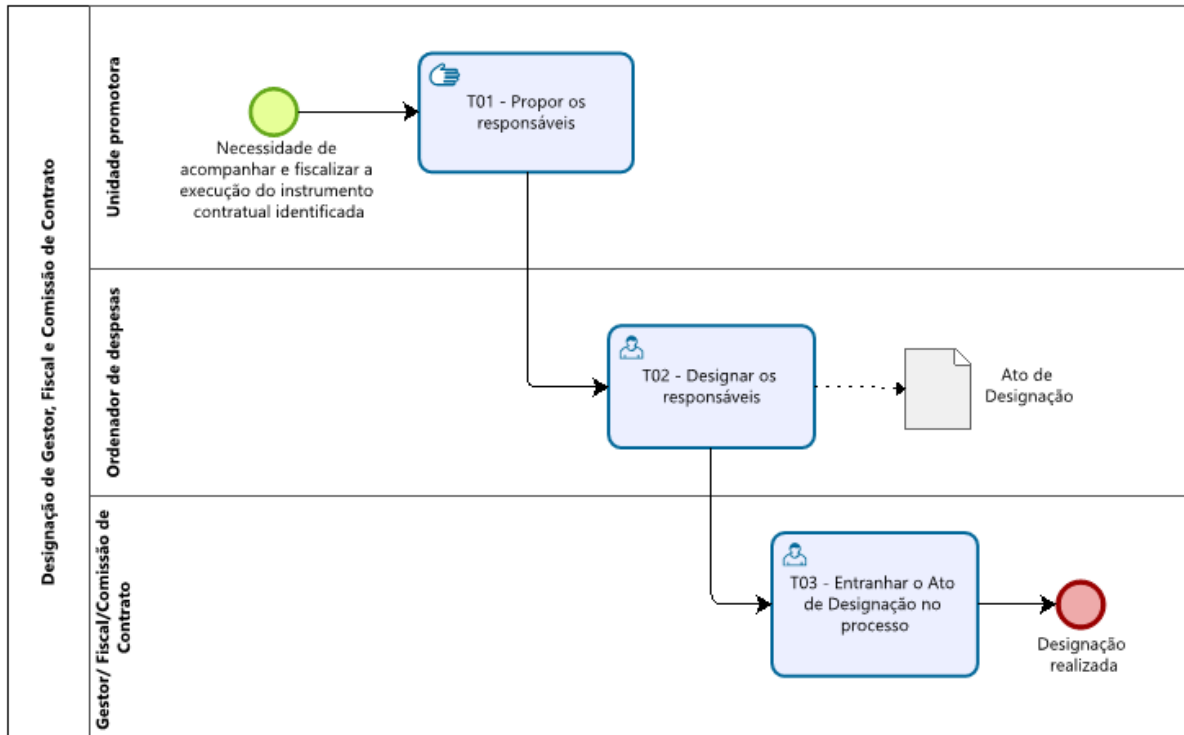 Designação de Gestor, Fiscal e Comissão de Contrato
Unidade promotora
Necessidade de
acompanhar e fiscalizar a
execução do instrumento
contratual identificada
T01 - Propor os
responsáveis
Ordenador de despesas
T02 - Designar os
responsáveis
Ato de
Designação
Gestor/ Fiscal/Comissão de
Contrato
T03 - Entranhar o Ato
de Designação no
processo
Designação
realizada